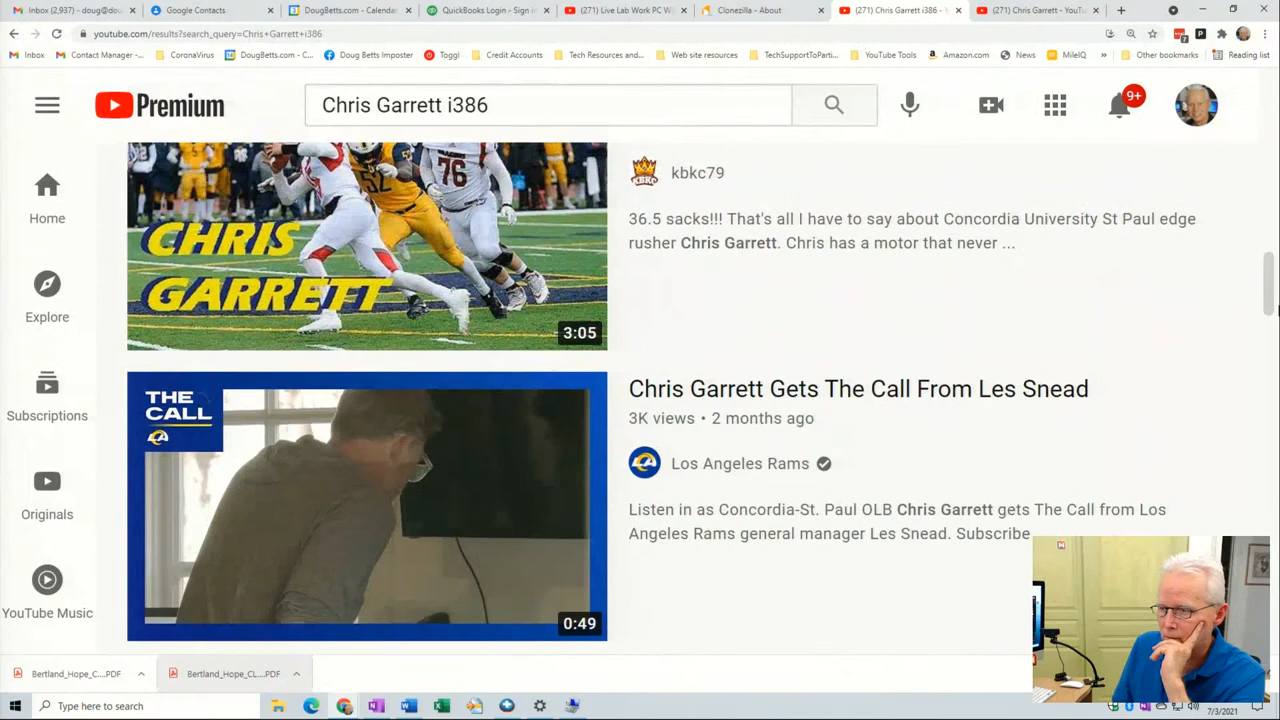 Inbox (2,937) - doug@dou
Google Contacts
DougBetts.com - Calendar
QuickBooks Login - Sign i
(271) Live Lab Work PC W
Clonezilla - About
(271) Chris Garrett i386 -
(271) Chris Garrett - YouTu
youtube.com/results?search_query=Chris+Garrett+i386
7
Inbox
Contact Manager -...
CoronaVirus
DougBetts.com - C...
Doug Betts Imposter
Toggl
Credit Accounts
Tech Resources and...
Web site resources
TechSupportToParti...
YouTube Tools
Amazon.com
News
MileIQ
»
Other bookmarks
Reading list
Premium
Chris Garrett i386
9+
Home
Explore
Subscriptions
Originals
YouTube Music
52
76
CHRIS
GARRETT
3:05
kbkc79
36.5 sacks!!! That's all I have to say about Concordia University St Paul edge
rusher Chris Garrett. Chris has a motor that never ...
THE
CALL
LA
0:49
Chris Garrett Gets The Call From Les Snead
3K views • 2 months ago
Los Angeles Rams
Listen in as Concordia-St. Paul OLB Chris Garrett gets The Call from Los
Angeles Rams general manager Les Snead. Subscribe
Bertland_Hope_C....PDF
Bertland_Hope_CL....PDF
Type here to search
7/3/2021